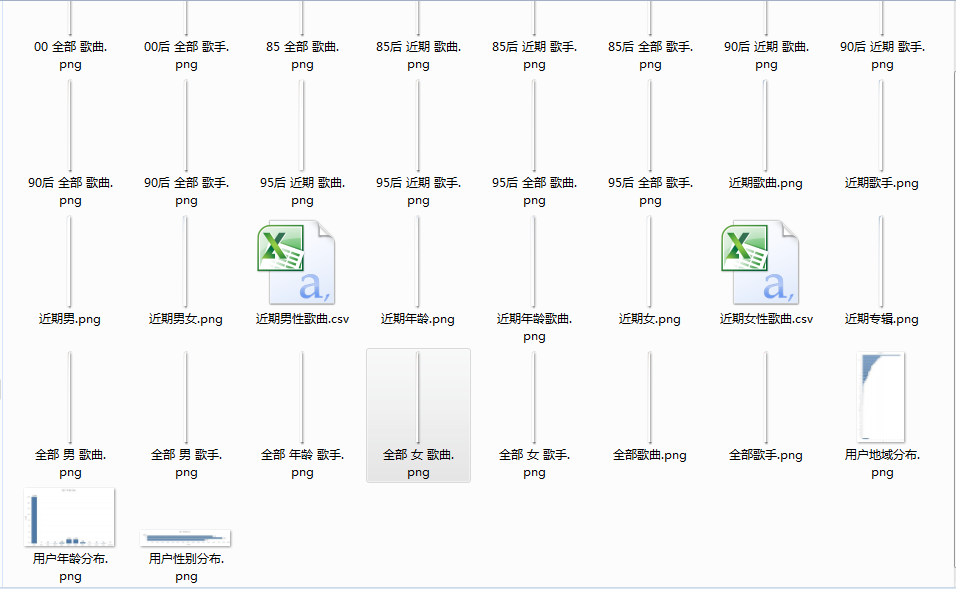 00 全部 歌曲. 00后 全部 歌手. 85 全部 歌曲. 85后 近期 歌曲. 85后 近期 歌手. 85后 全部 歌手. 90后 近期 歌曲. 90后 近期 歌手.
png png png png png png png png
90后 全部 歌曲. 90后 全部 歌手. 95后 近期 歌曲. 95后 近期 歌手. 95后 全部 歌曲. 95后 全部 歌手. 近期歌曲.png 近期歌手.png
png png png png png png
近期男.png 近期男女.png 近期男性歌曲.csv 近期年龄.png 近期年龄歌曲. 近期女.png 近期女性歌曲.csv 近期专辑.png
png
全部 男 歌曲. 全部 男 歌手. 全部 年龄 歌手. 全部 女 歌曲. 全部 女 歌手. 全部歌曲.png 全部歌手.png 用户地域分布.
png png png png png png
用户年龄分布. 用户性别分布.
png png